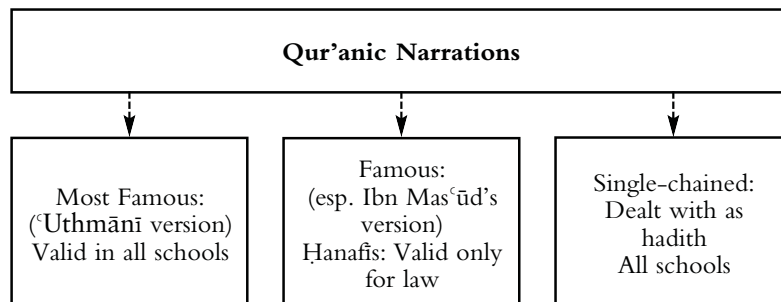 Qur’anic Narrations
Most Famous:
(ʿUthmānī version)
Valid in all schools
Famous:
(esp. Ibn Masʿūd’s
version)
Ḥanafīs: Valid only
for law
Single-chained:
Dealt with as
hadith
All schools